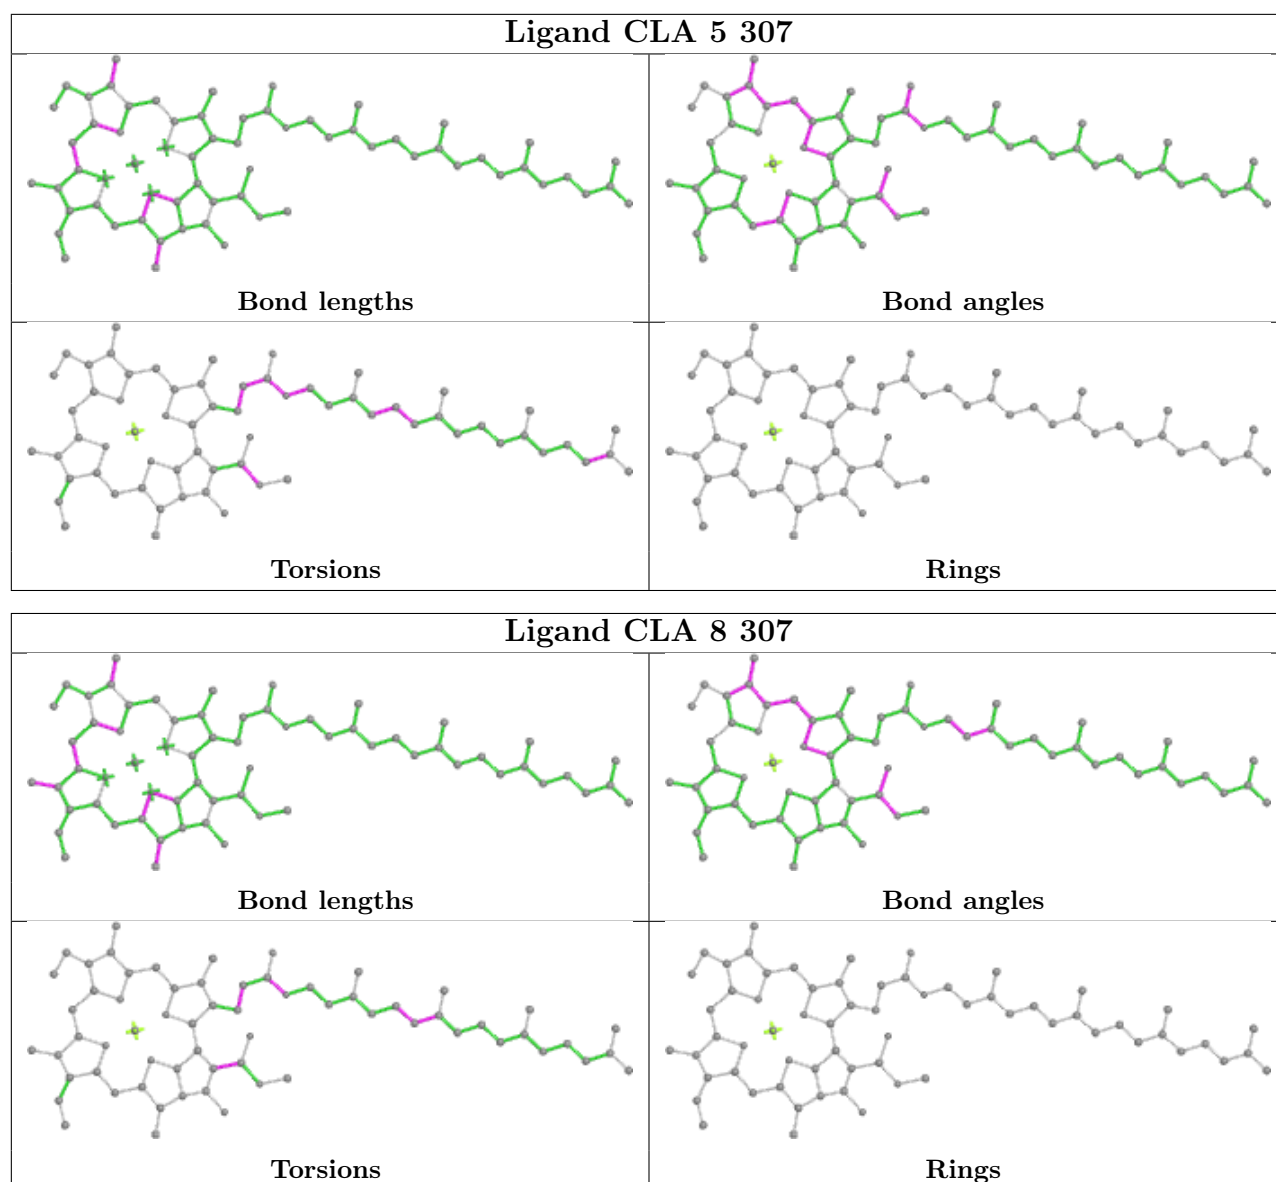 Ligand CLA 5 307
Bond lengths
Bond angles
Torsions
Rings
Ligand CLA 8 307
Bond lengths
Bond angles
Torsions
Rings